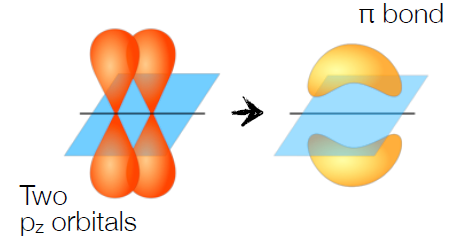 π bond
Two
pz orbitals